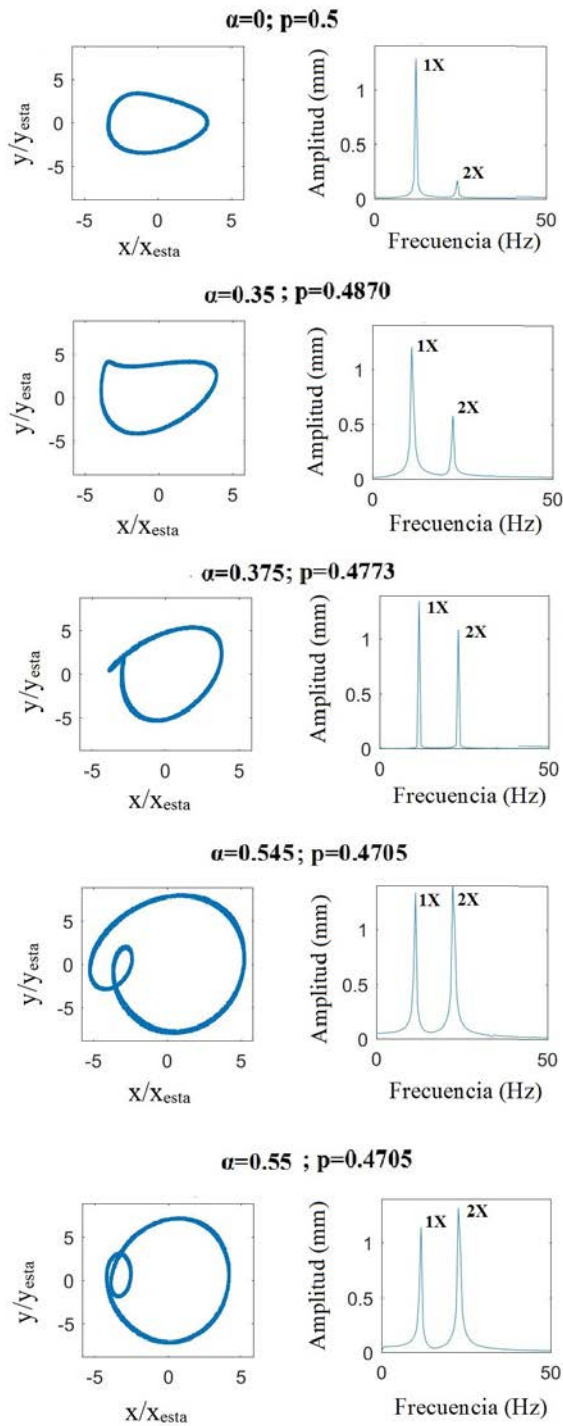 α=0; p=0.5
y/yesta
5
0
-5
-5 0 5
x/xesta
Amplitud (mm)
1
0.5
0
1X
2X
0 50
Frecuencia (Hz)
α=0.35 ; p=0.4870
y/yesta
5
0
-5
-5 0 5
x/xesta
Amplitud (mm)
1
0.5
0
1X
2X
0 50
Frecuencia (Hz)
α=0.375; p=0.4773
y/yesta
5
0
-5
-5 0 5
x/xesta
Amplitud (mm)
1
0.5
0
1X
2X
0 50
Frecuencia (Hz)
α=0.545; p=0.4705
y/yesta
5
0
-5
-5 0 5
x/xesta
Amplitud (mm)
1
0.5
0
1X 2X
0 50
Frecuencia (Hz)
α=0.55 ; p=0.4705
y/yesta
5
0
-5
-5 0 5
x/xesta
Amplitud (mm)
1
0.5
0
1X 2X
0 50
Frecuencia (Hz)